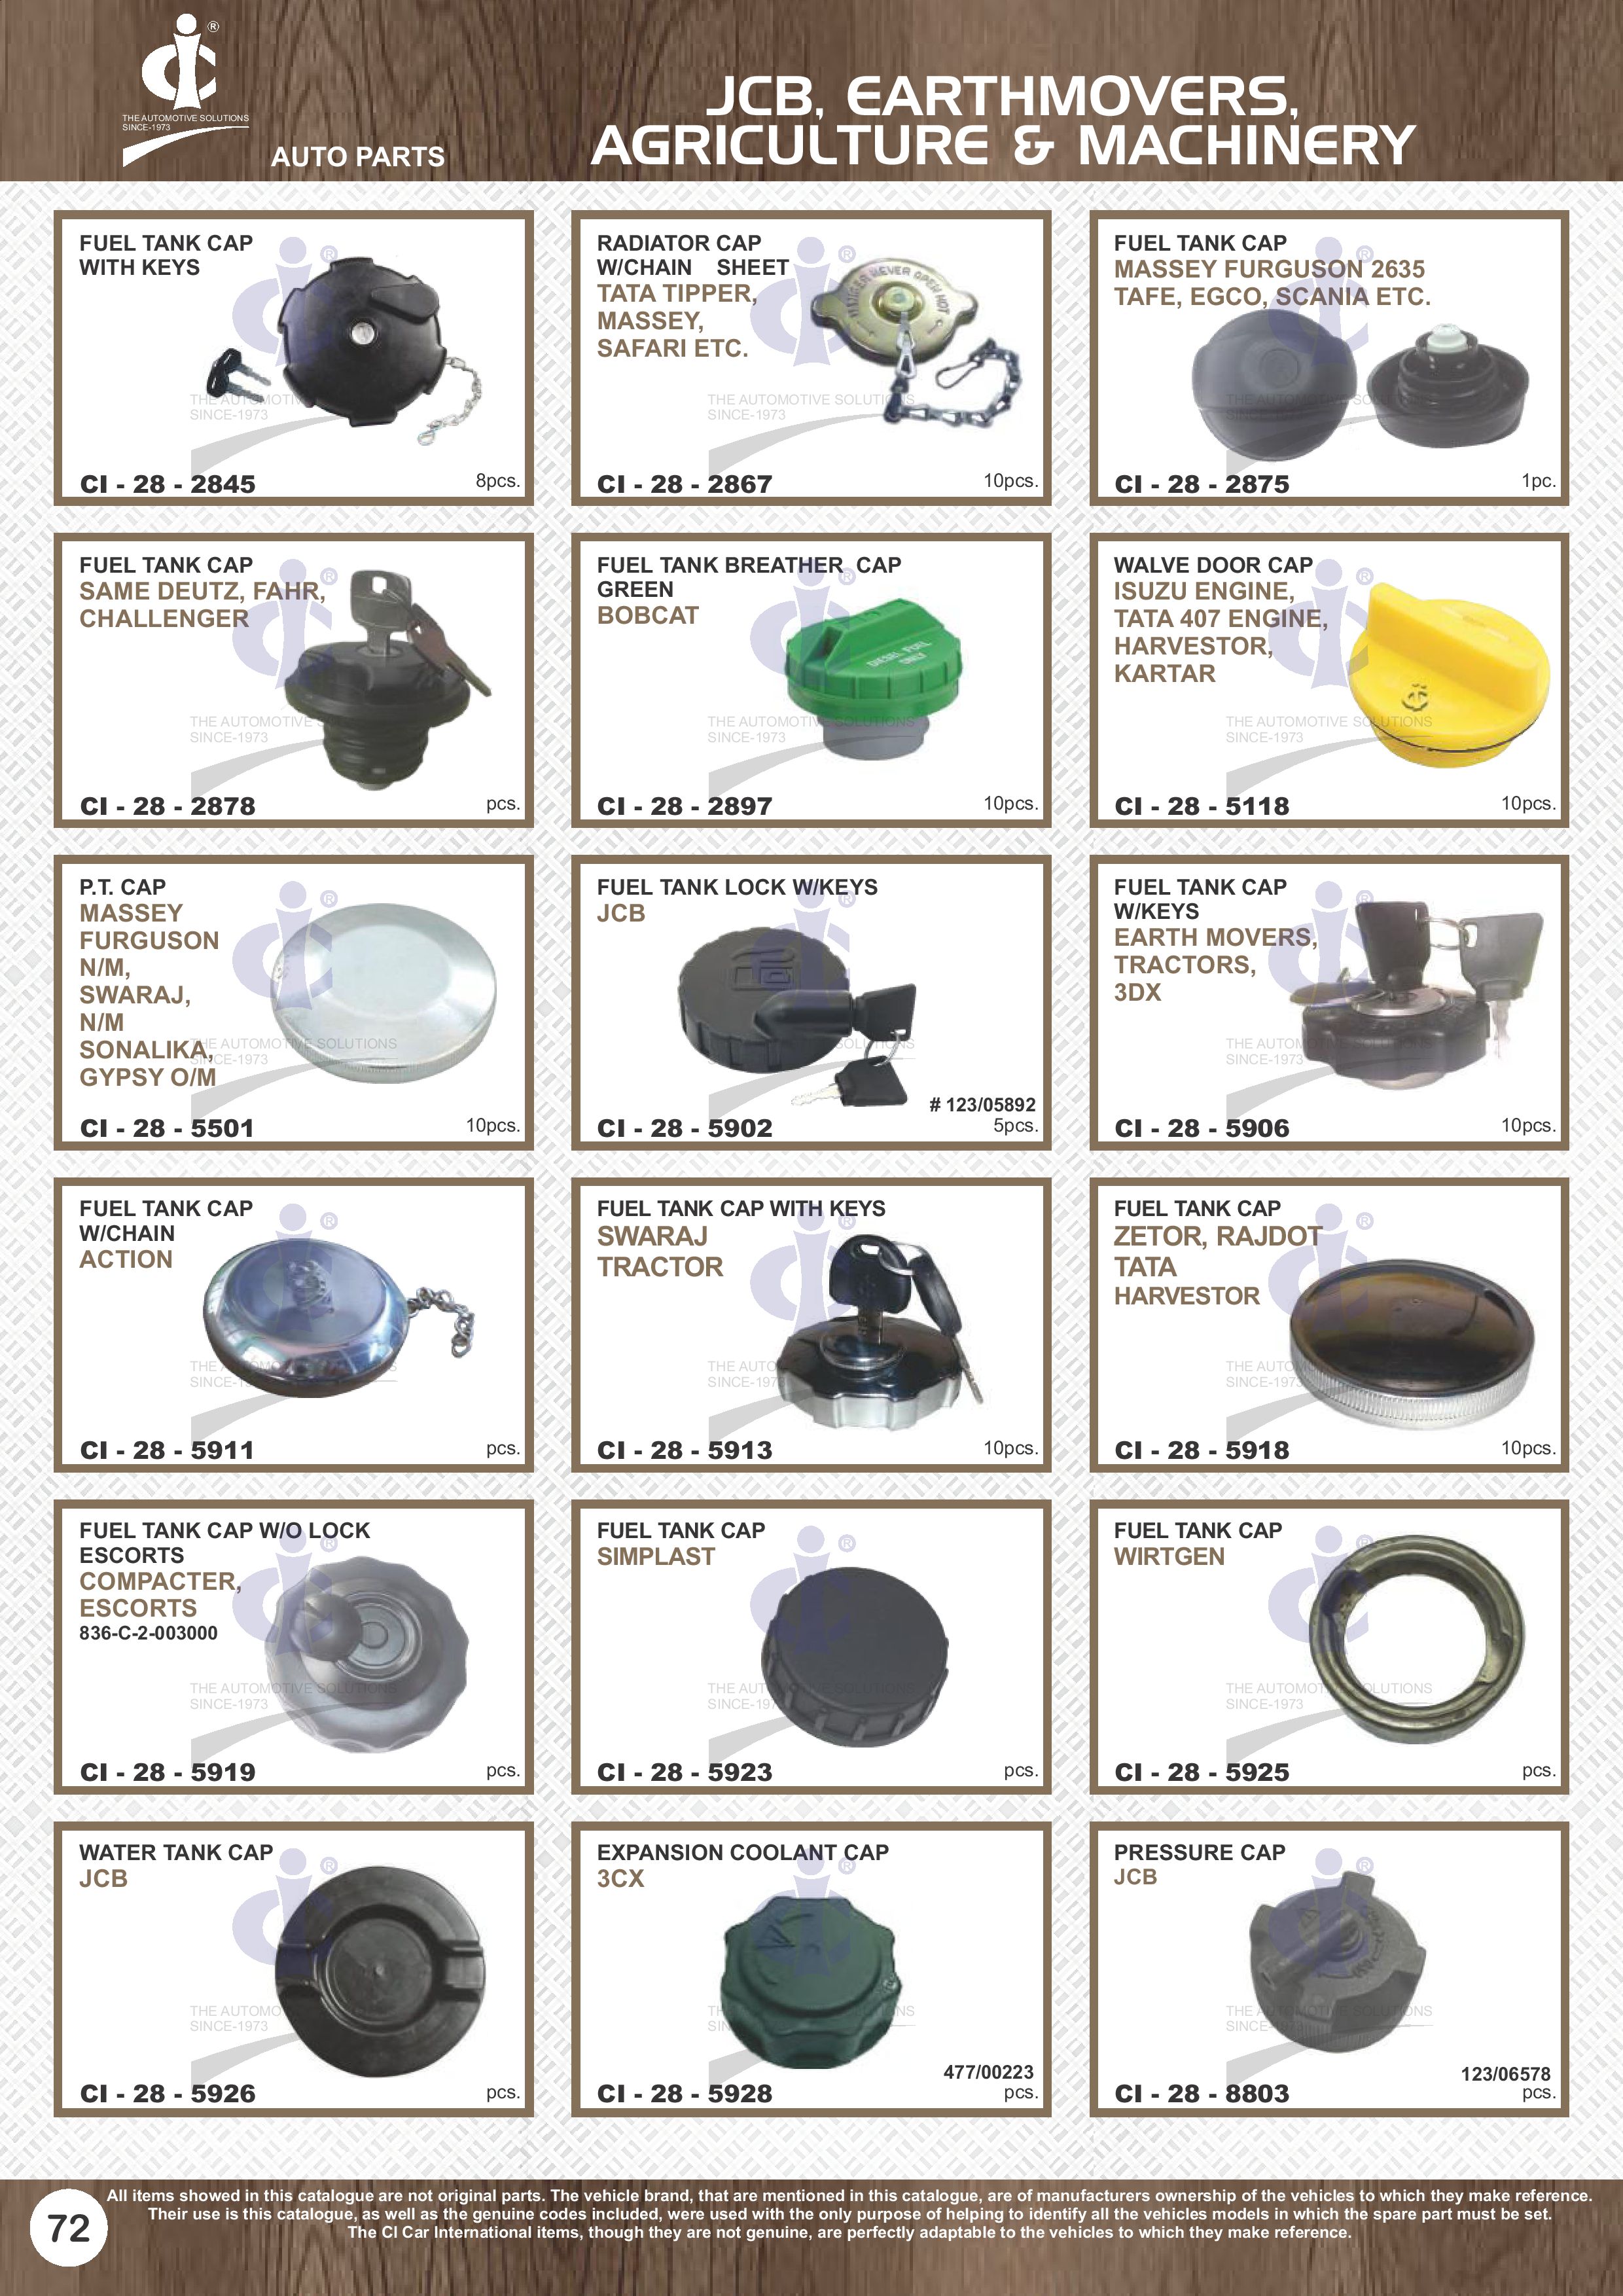 ®
THE AUTOMOTIVE SOLUTIONS
SINCE-1973
AUTO PARTS
JCB, EARTHMOVERS,
AGRICULTURE & MACHINERY
FUEL TANK CAP
WITH KEYS
CI - 28 - 2845
8pcs.
RADIATOR CAP
W/CHAIN SHEET
TATA TIPPER,
MASSEY,
SAFARI ETC.
NEVER OPEN HOT
CI - 28 - 2867
10pcs.
FUEL TANK CAP
MASSEY FURGUSON 2635
TAFE, EGCO, SCANIA ETC.
CI - 28 - 2875
1pc.
FUEL TANK CAP
SAME DEUTZ, FAHR,
CHALLENGER
CI - 28 - 2878
pcs.
FUEL TANK BREATHER CAP
GREEN
BOBCAT
DIESEL FUEL
ONLY
CI - 28 - 2897
10pcs.
WALVE DOOR CAP
ISUZU ENGINE,
TATA 407 ENGINE,
HARVESTOR,
KARTAR
CI - 28 - 5118
10pcs.
P.T. CAP
MASSEY
FURGUSON
N/M,
SWARAJ,
N/M
SONALIKA,
GYPSY O/M
CI - 28 - 5501
10pcs.
FUEL TANK LOCK W/KEYS
JCB
# 123/05892
CI - 28 - 5902
5pcs.
FUEL TANK CAP
W/KEYS
EARTH MOVERS,
TRACTORS,
3DX
CI - 28 - 5906
10pcs.
FUEL TANK CAP
W/CHAIN
ACTION
CI - 28 - 5911
pcs.
FUEL TANK CAP WITH KEYS
SWARAJ
TRACTOR
CI - 28 - 5913
10pcs.
FUEL TANK CAP
ZETOR, RAJDOT
TATA
HARVESTOR
CI - 28 - 5918
10pcs.
FUEL TANK CAP W/O LOCK
ESCORTS
COMPACTER,
ESCORTS
836-C-2-003000
CI - 28 - 5919
pcs.
FUEL TANK CAP
SIMPLAST
CI - 28 - 5923
pcs.
FUEL TANK CAP
WIRTGEN
CI - 28 - 5925
pcs.
WATER TANK CAP
JCB
CI - 28 - 5926
pcs.
EXPANSION COOLANT CAP
3CX
477/00223
CI - 28 - 5928
pcs.
PRESSURE CAP
JCB
123/06578
CI - 28 - 8803
pcs.
72
All items showed in this catalogue are not original parts. The vehicle brand, that are mentioned in this catalogue, are of manufacturers ownership of the vehicles to which they make reference.
Their use is this catalogue, as well as the genuine codes included, were used with the only purpose of helping to identify all the vehicles models in which the spare part must be set.
The CI Car International items, though they are not genuine, are perfectly adaptable to the vehicles to which they make reference.